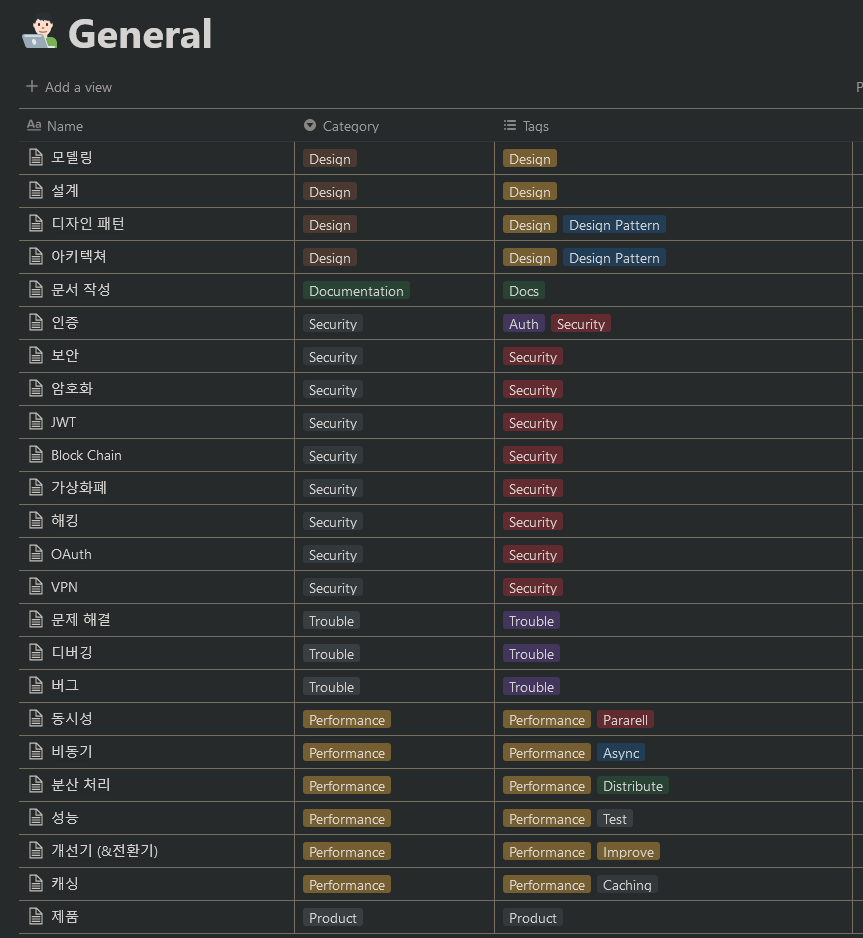 General
Add a view
P
Aa Name Category Tags
모델링 Design Design
설계 Design Design
디자인 패턴 Design Design Design Pattern
아키텍쳐 Design Design Design Pattern
문서 작성 Documentation Docs
인증 Security Auth Security
보안 Security Security
암호화 Security Security
JWT Security Security
Block Chain Security Security
가상화폐 Security Security
해킹 Security Security
OAuth Security Security
VPN Security Security
문제 해결 Trouble Trouble
디버깅 Trouble Trouble
버그 Trouble Trouble
동시성 Performance Performance Pararell
비동기 Performance Performance Async
분산 처리 Performance Performance Distribute
성능 Performance Performance Test
개선기 (&전환기) Performance Performance Improve
캐싱 Performance Performance Caching
제품 Product Product